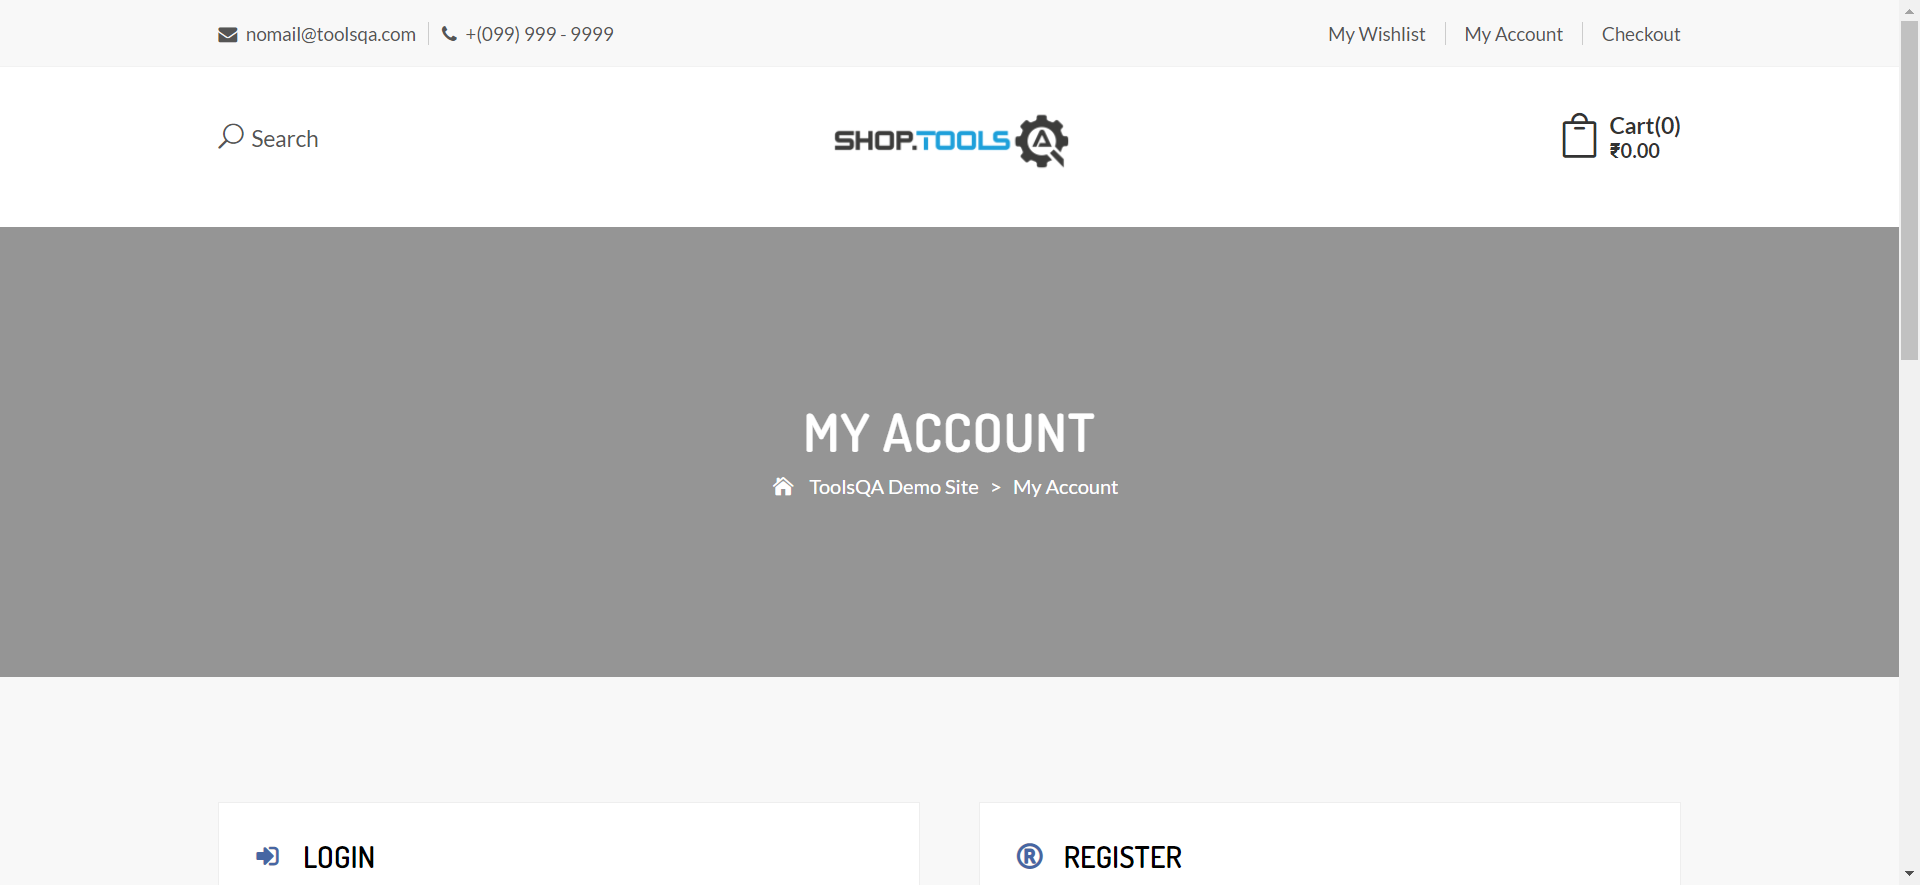 nomail@toolsqa.com
+(099) 999 - 9999
My Wishlist
My Account
Checkout
Search
SHOP.TOOLS
Cart(0)
₹0.00
MY ACCOUNT
ToolsQA Demo Site > My Account
LOGIN
® REGISTER